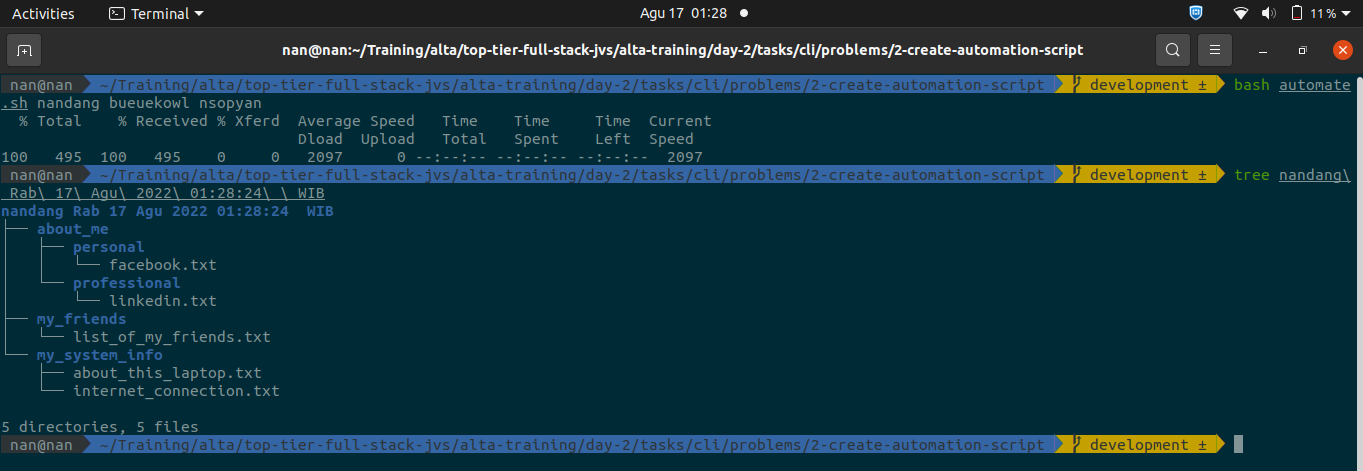 Activities Terminal Agu 17 01:28 11%
nan@nan:~/Training/alta/top-tier-full-stack-jvs/alta-training/day-2/tasks/cli/problems/2-create-automation-script
nan@nan ~/Training/alta/top-tier-full-stack-jvs/alta-training/day-2/tasks/cli/problems/2-create-automation-script development ± bash automate
.sh nandang bueuekowl nsopyan
% Total % Received % Xferd Average Speed Time Time Time Current
Dload Upload Total Spent Left Speed
100 495 100 495 0 0 2097 0 --:--:-- --:--:-- --:--:-- 2097
nan@nan ~/Training/alta/top-tier-full-stack-jvs/alta-training/day-2/tasks/cli/problems/2-create-automation-script development ± tree nandang\
Rab\ 17\ Agu\ 2022\ 01:28:24\ \ WIB
nandang Rab 17 Agu 2022 01:28:24  WIB
├── about_me
│   ├── personal
│   │   └── facebook.txt
│   └── professional
│       └── linkedin.txt
├── my_friends
│   └── list_of_my_friends.txt
└── my_system_info
    ├── about_this_laptop.txt
    └── internet_connection.txt
5 directories, 5 files
nan@nan ~/Training/alta/top-tier-full-stack-jvs/alta-training/day-2/tasks/cli/problems/2-create-automation-script development ±